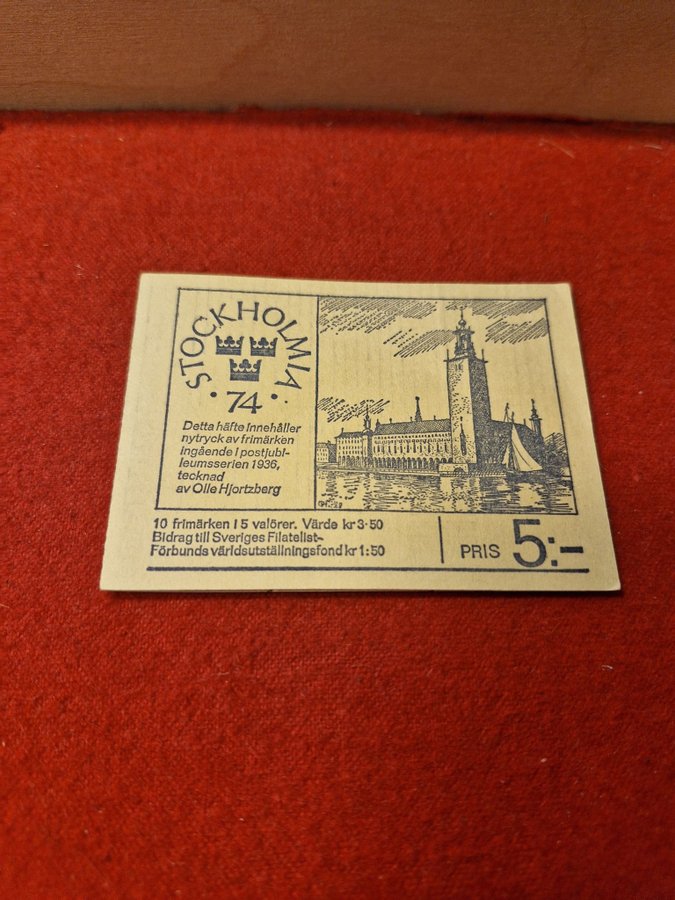 STOCKHOLMIA
· 74 ·
Detta häfte innehåller
nytryck av frimärken
ingående i postjubi-
leumsserien 1936,
tecknad
av Olle Hjortzberg
10 frimärken i 5 valörer. Värde kr 3·50
Bidrag till Sveriges Filatelist-
Förbunds världsutställningsfond kr 1:50
PRIS 5:-